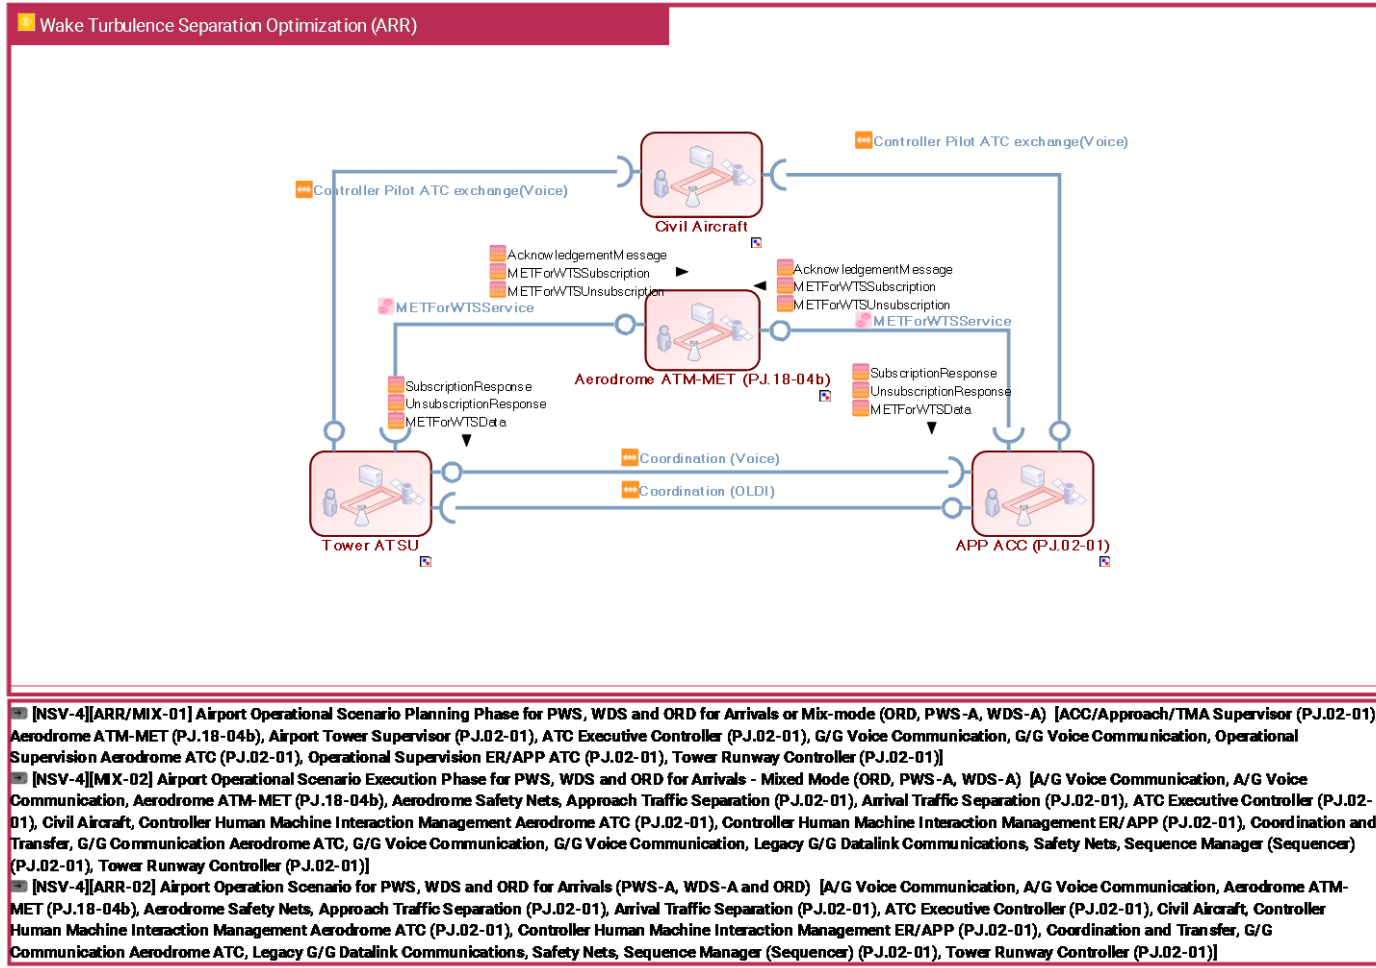 Wake Turbulence Separation Optimization (ARR)
Controller Pilot ATC exchange(Voice)
Controller Pilot ATC exchange(Voice)
Civil Aircraft
AcknowledgementMessage
METForWTSSubscription
METForWTSUnsubscription
AcknowledgementMessage
METForWTSSubscription
METForWTSUnsubscription
METForWTSService
METForWTSService
Aerodrome ATM-MET (PJ.18-04b)
SubscriptionResponse
UnsubscriptionResponse
METForWTSData
SubscriptionResponse
UnsubscriptionResponse
METForWTSData
Coordination (Voice)
Coordination (OLDI)
Tower ATSU
APP ACC (PJ.02-01)
[NSV-4][ARR/MIX-01] Airport Operational Scenario Planning Phase for PWS, WDS and ORD for Arrivals or Mix-mode (ORD, PWS-A, WDS-A) [ACC/Approach/TMA Supervisor (PJ.02-01)
Aerodrome ATM-MET (PJ.18-04b), Airport Tower Supervisor (PJ.02-01), ATC Executive Controller (PJ.02-01), G/G Voice Communication, G/G Voice Communication, Operational
Supervision Aerodrome ATC (PJ.02-01), Operational Supervision ER/APP ATC (PJ.02-01), Tower Runway Controller (PJ.02-01)]
[NSV-4][MIX-02] Airport Operational Scenario Execution Phase for PWS, WDS and ORD for Arrivals - Mixed Mode (ORD, PWS-A, WDS-A) [A/G Voice Communication, A/G Voice
Communication, Aerodrome ATM-MET (PJ.18-04b), Aerodrome Safety Nets, Approach Traffic Separation (PJ.02-01), Arrival Traffic Separation (PJ.02-01), ATC Executive Controller (PJ.02-
01), Civil Aircraft, Controller Human Machine Interaction Management Aerodrome ATC (PJ.02-01), Controller Human Machine Interaction Management ER/APP (PJ.02-01), Coordination and
Transfer, G/G Communication Aerodrome ATC, G/G Voice Communication, G/G Voice Communication, Legacy G/G Datalink Communications, Safety Nets, Sequence Manager (Sequencer)
(PJ.02-01), Tower Runway Controller (PJ.02-01)]
[NSV-4][ARR-02] Airport Operation Scenario for PWS, WDS and ORD for Arrivals (PWS-A, WDS-A and ORD) [A/G Voice Communication, A/G Voice Communication, Aerodrome ATM-
MET (PJ.18-04b), Aerodrome Safety Nets, Approach Traffic Separation (PJ.02-01), Arrival Traffic Separation (PJ.02-01), ATC Executive Controller (PJ.02-01), Civil Aircraft, Controller
Human Machine Interaction Management Aerodrome ATC (PJ.02-01), Controller Human Machine Interaction Management ER/APP (PJ.02-01), Coordination and Transfer, G/G
Communication Aerodrome ATC, Legacy G/G Datalink Communications, Safety Nets, Sequence Manager (Sequencer) (PJ.02-01), Tower Runway Controller (PJ.02-01)]